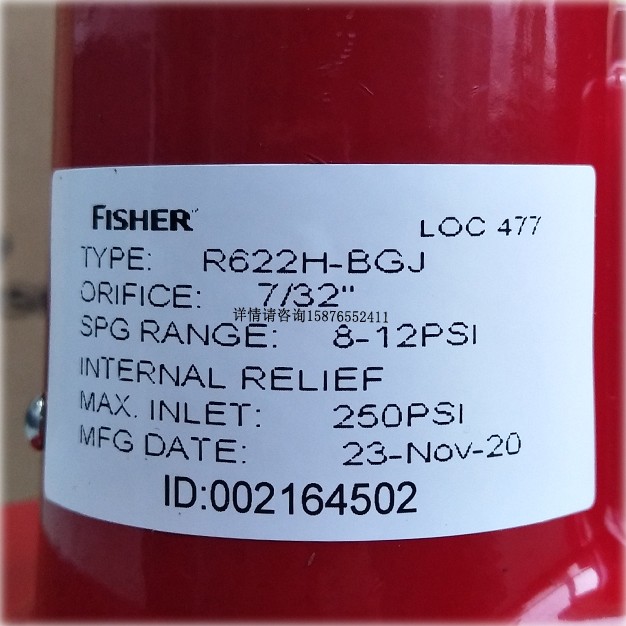 FISHER
LOC 477
TYPE: R622H-BGJ
ORIFICE: 7/32"
详情请咨询15876552411
SPG RANGE: 8-12PSI
INTERNAL RELIEF
MAX. INLET: 250PSI
MFG DATE: 23-Nov-20
ID:002164502